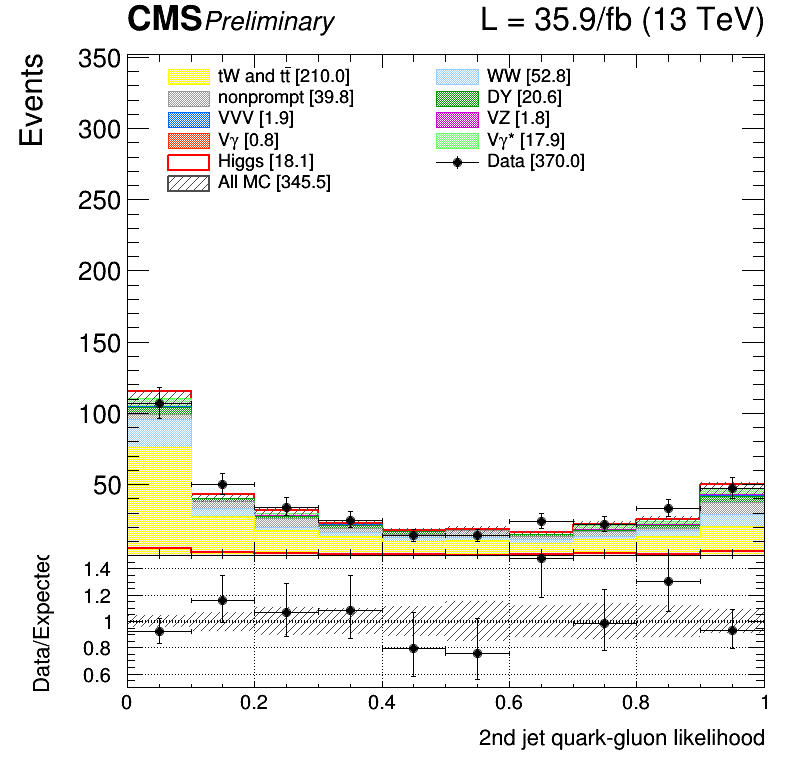 CMS Preliminary L = 35.9/fb (13 TeV)
Events
350
300
250
200
150
100
50
tW and tt̄ [210.0]
nonprompt [39.8]
VVV [1.9]
Vγ [0.8]
Higgs [18.1]
All MC [345.5]
WW [52.8]
DY [20.6]
VZ [1.8]
Vγ* [17.9]
Data [370.0]
Data/Expected
1.4
1.2
1
0.8
0.6
0 0.2 0.4 0.6 0.8 1
2nd jet quark-gluon likelihood